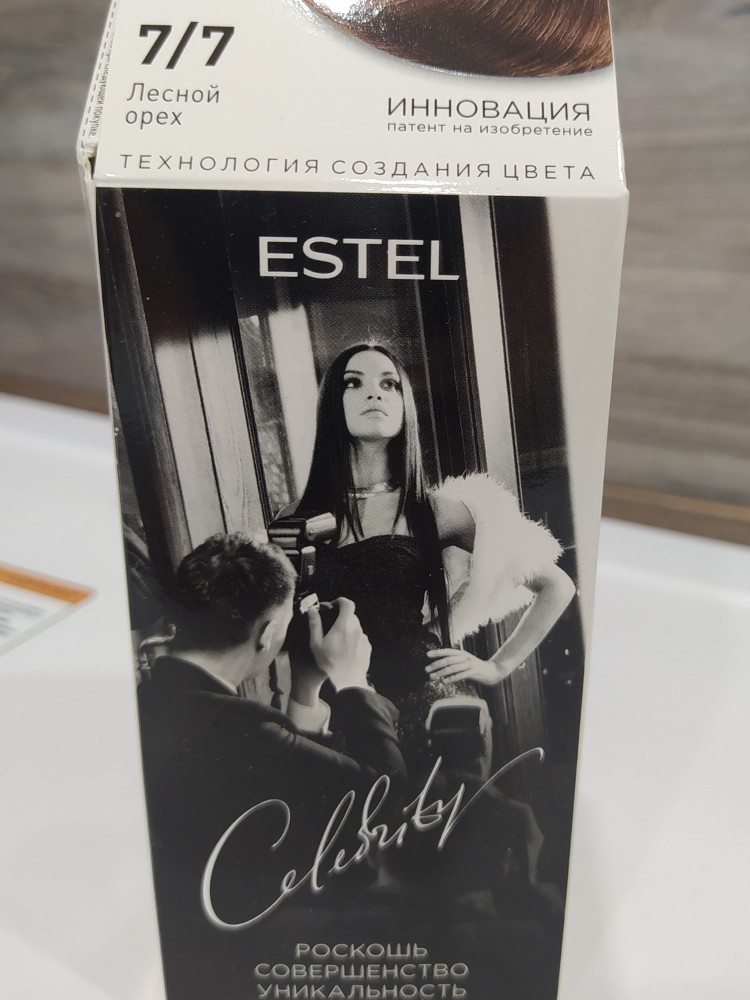 7/7
Лесной
орех
ИННОВАЦИЯ
патент на изобретение
ТЕХНОЛОГИЯ СОЗДАНИЯ ЦВЕТА
ESTEL
Celebrity
РОСКОШЬ
СОВЕРШЕНСТВО
УНИКАЛЬНОСТЬ